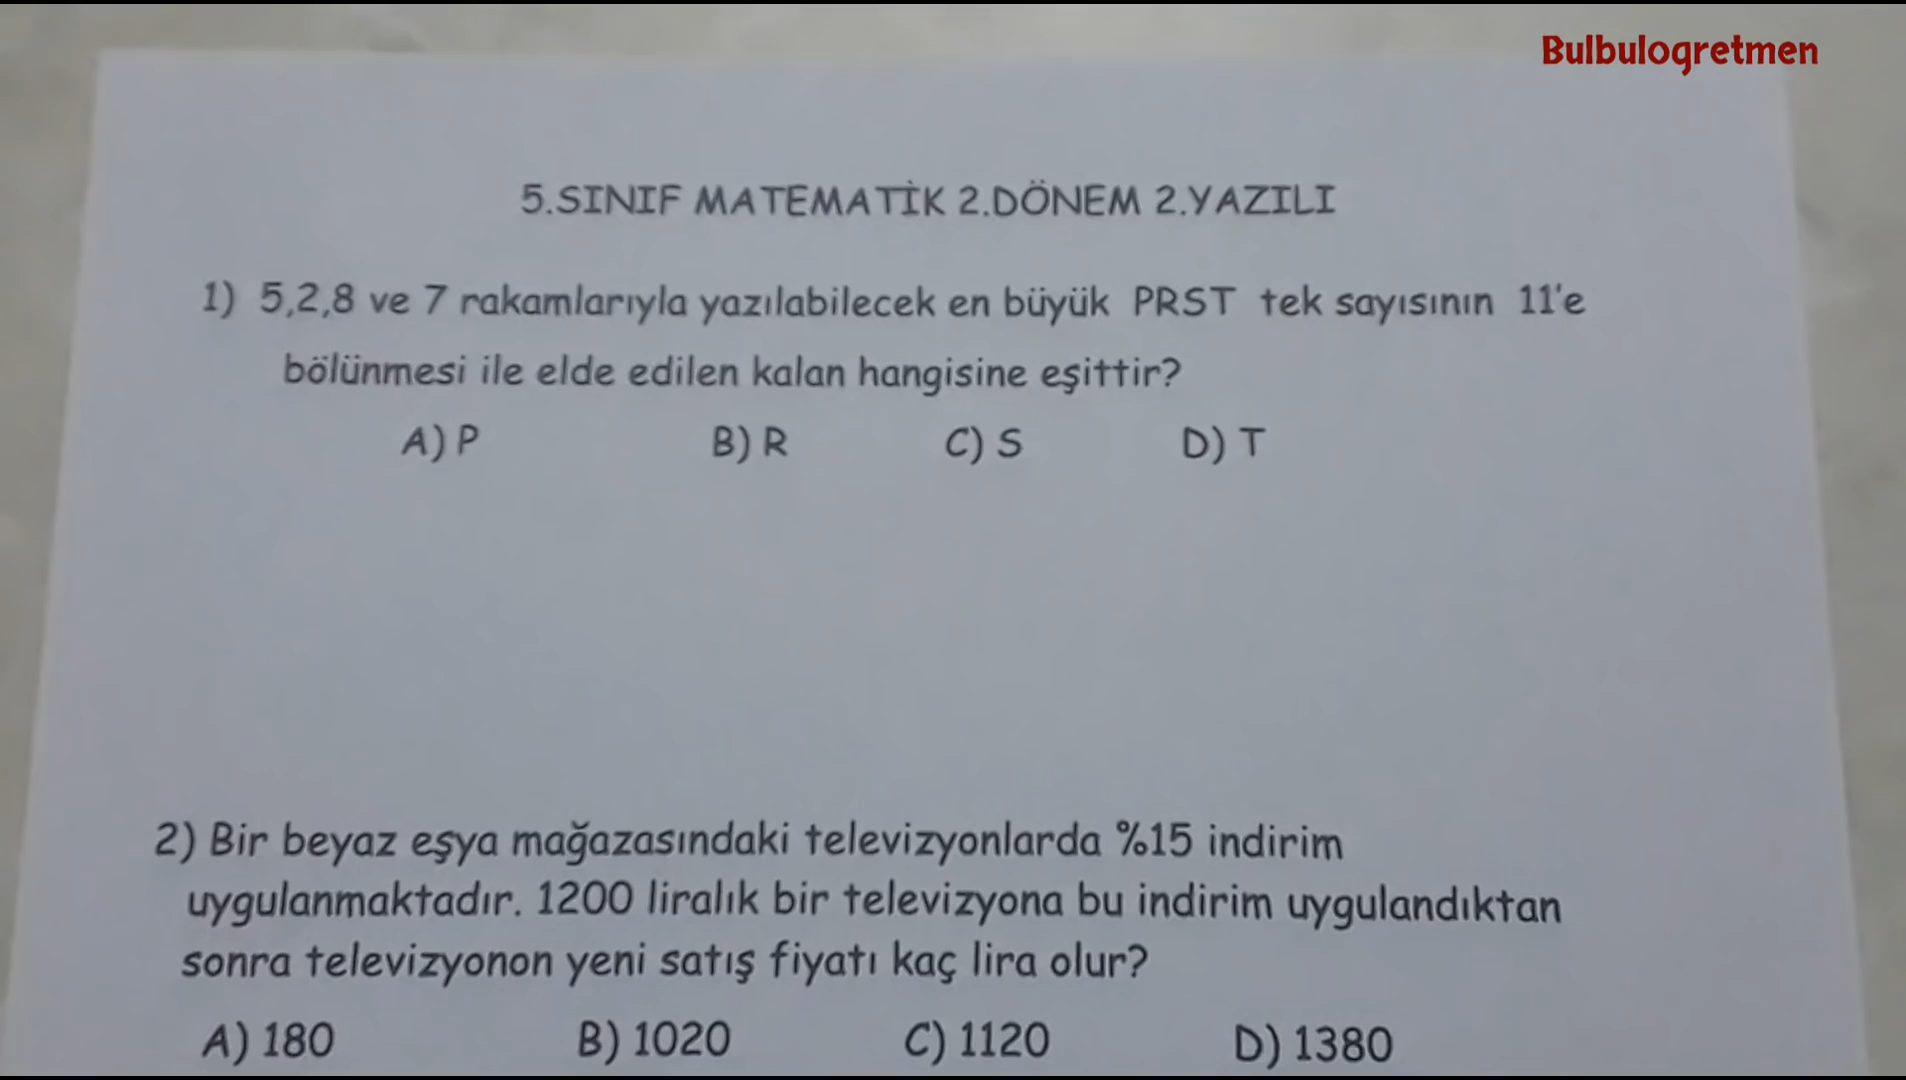 Bulbulogretmen
5.SINIF MATEMATİK 2.DÖNEM 2.YAZILI
1) 5,2,8 ve 7 rakamlarıyla yazılabilecek en büyük PRST tek sayısının 11'e
bölünmesi ile elde edilen kalan hangisine eşittir?
A) P B) R C) S D) T
2) Bir beyaz eşya mağazasındaki televizyonlarda %15 indirim
uygulanmaktadır. 1200 liralık bir televizyona bu indirim uygulandıktan
sonra televizyonon yeni satış fiyatı kaç lira olur?
A) 180 B) 1020 C) 1120 D) 1380